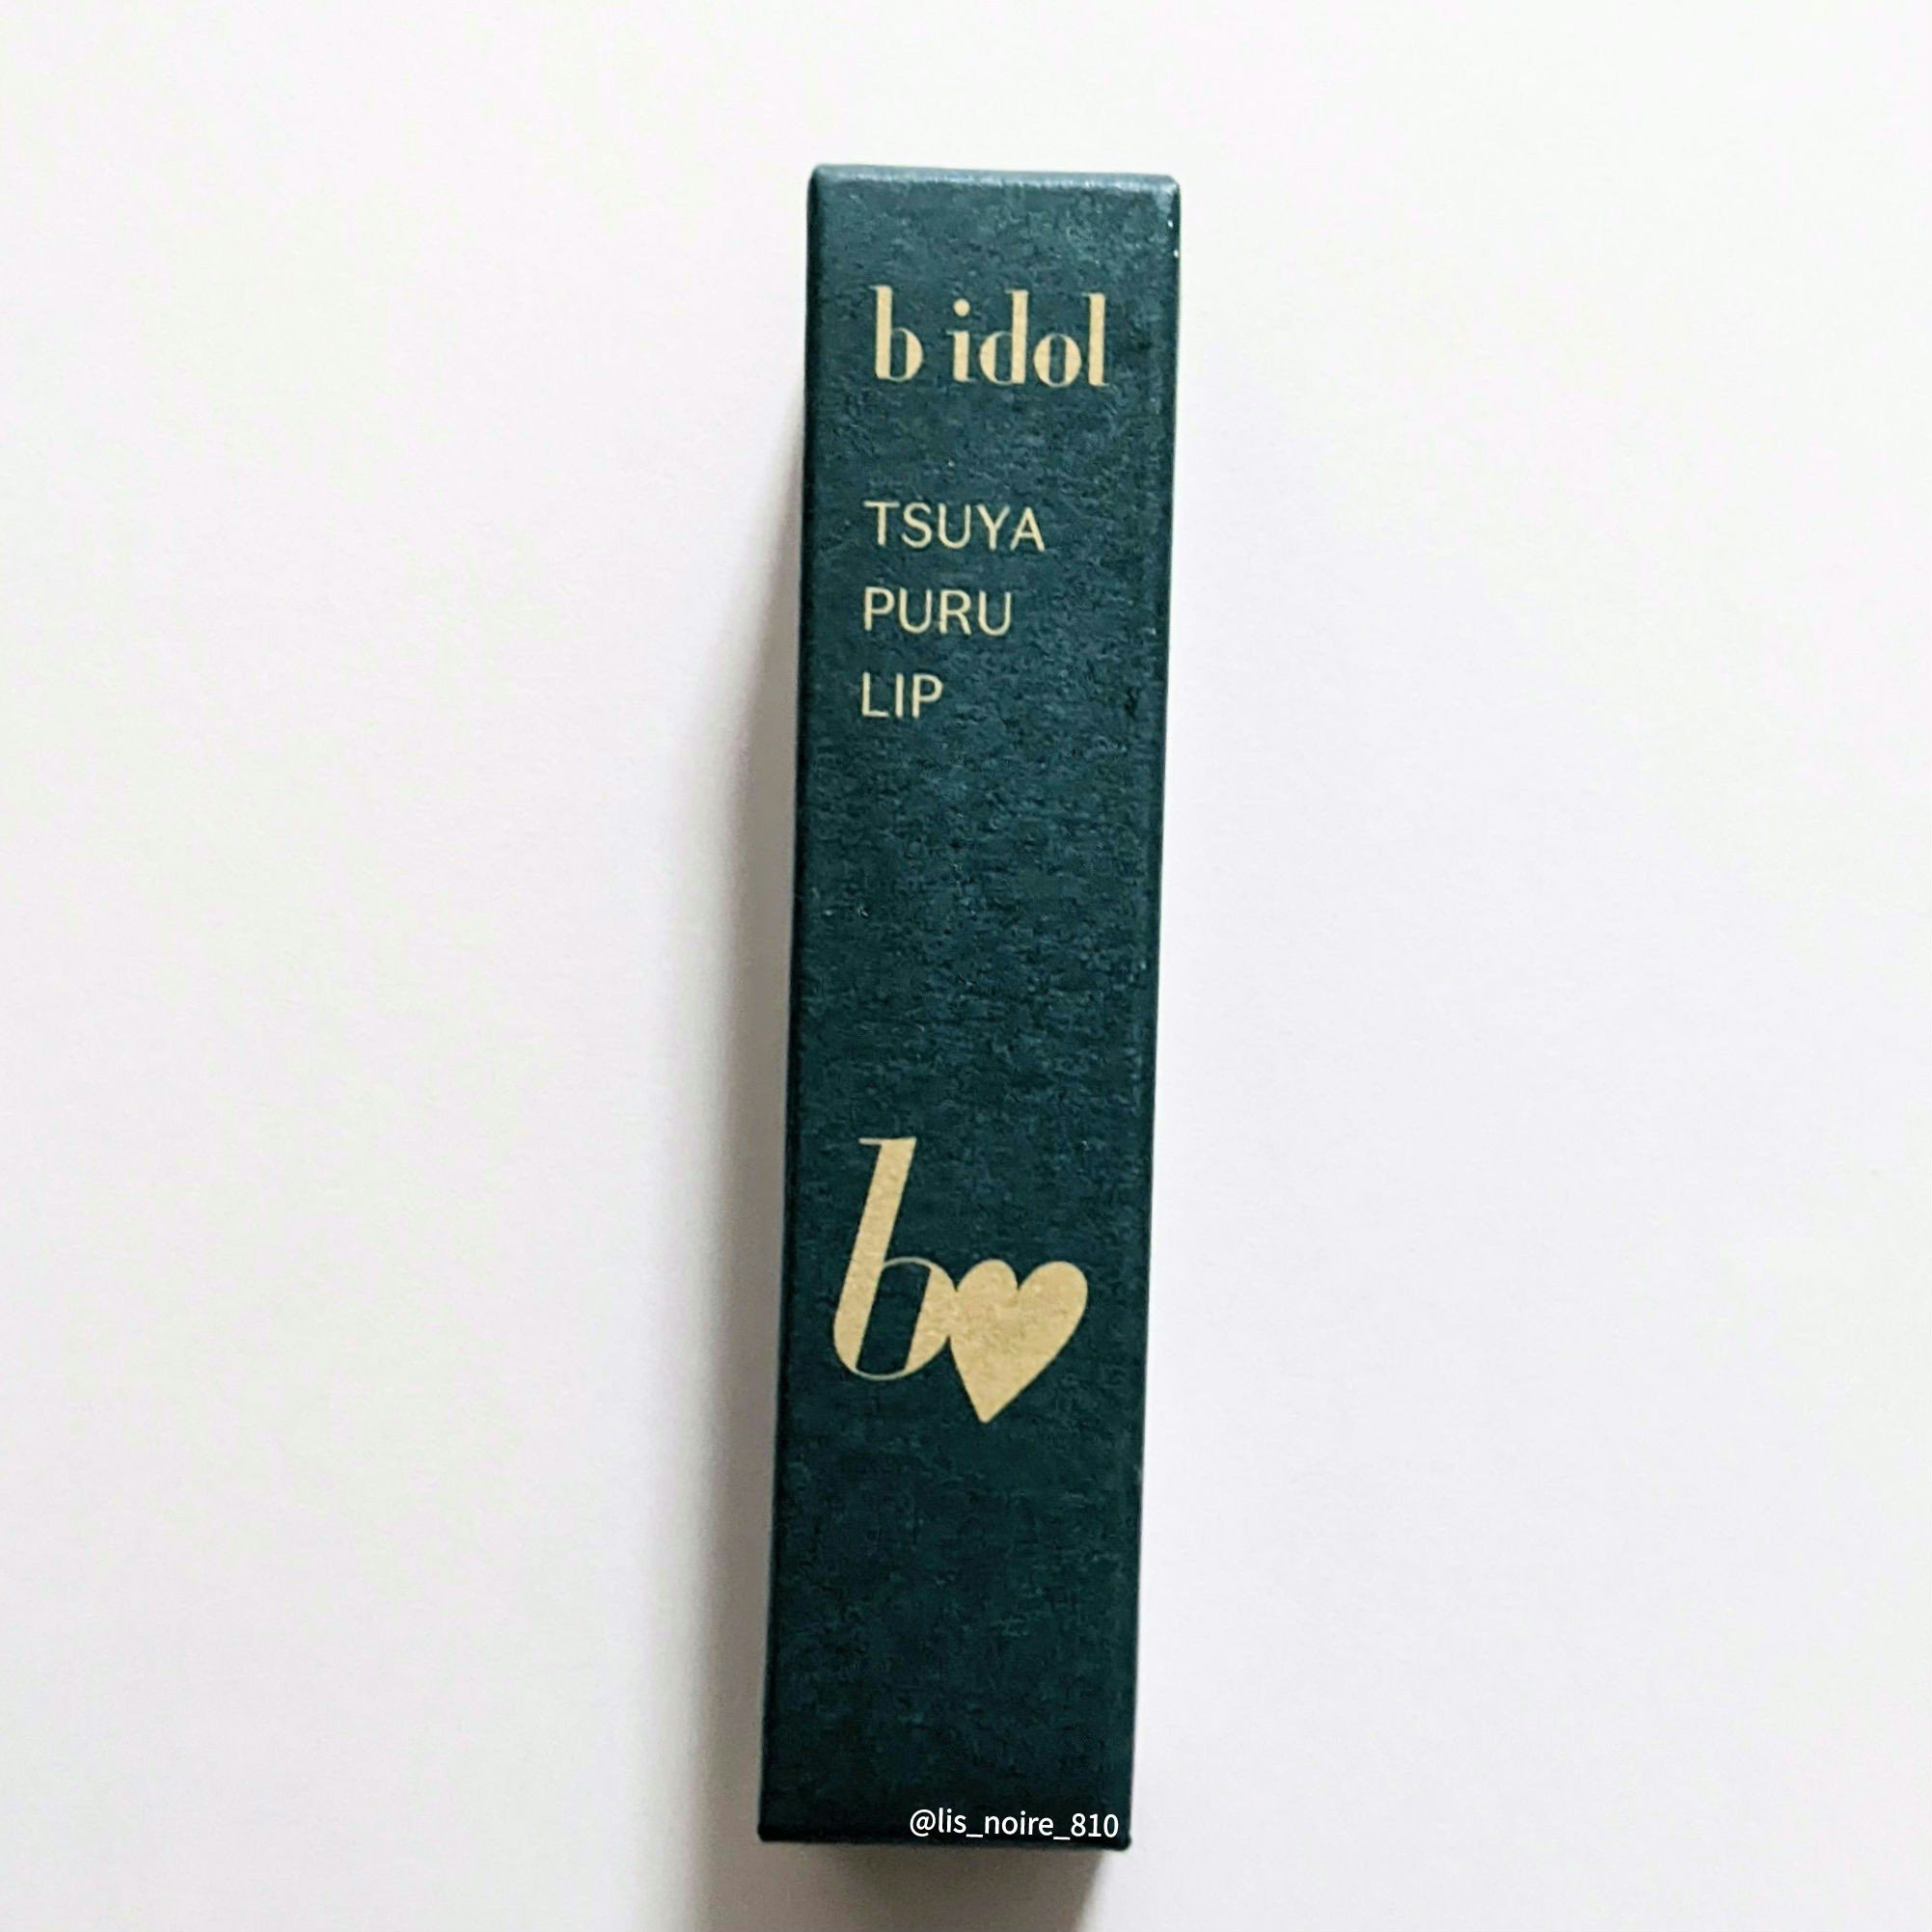 b idol
TSUYA
PURU
LIP
b
@lis_noire_810